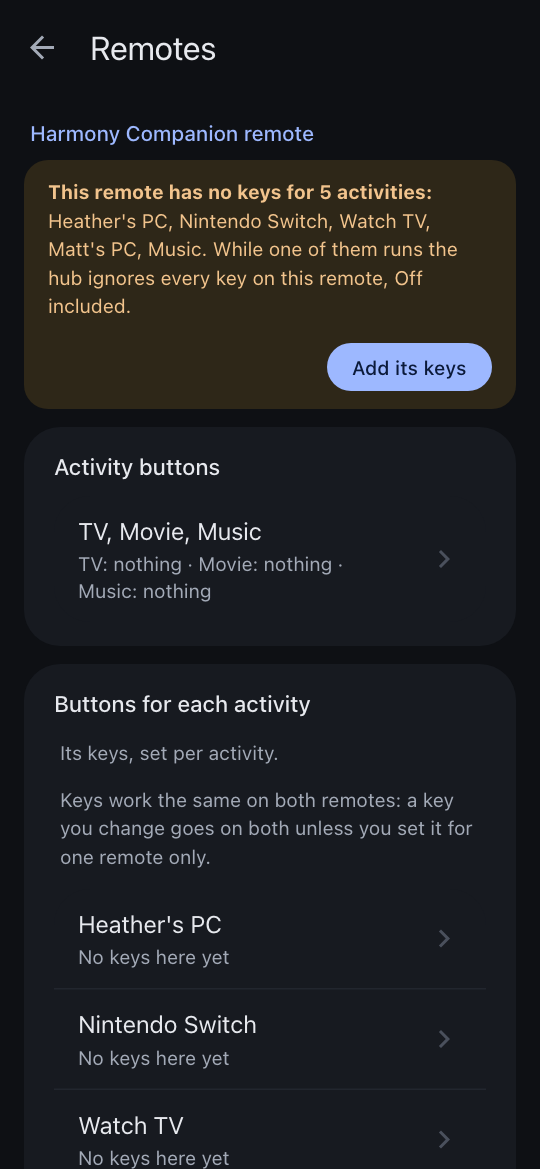 Remotes
Harmony Companion remote
This remote has no keys for 5 activities:
Heather's PC, Nintendo Switch, Watch TV,
Matt's PC, Music. While one of them runs the
hub ignores every key on this remote, Off
included.
Add its keys
Activity buttons
TV, Movie, Music
TV: nothing · Movie: nothing ·
Music: nothing
Buttons for each activity
Its keys, set per activity.
Keys work the same on both remotes: a key
you change goes on both unless you set it for
one remote only.
Heather's PC
No keys here yet
Nintendo Switch
No keys here yet
Watch TV
No keys here yet